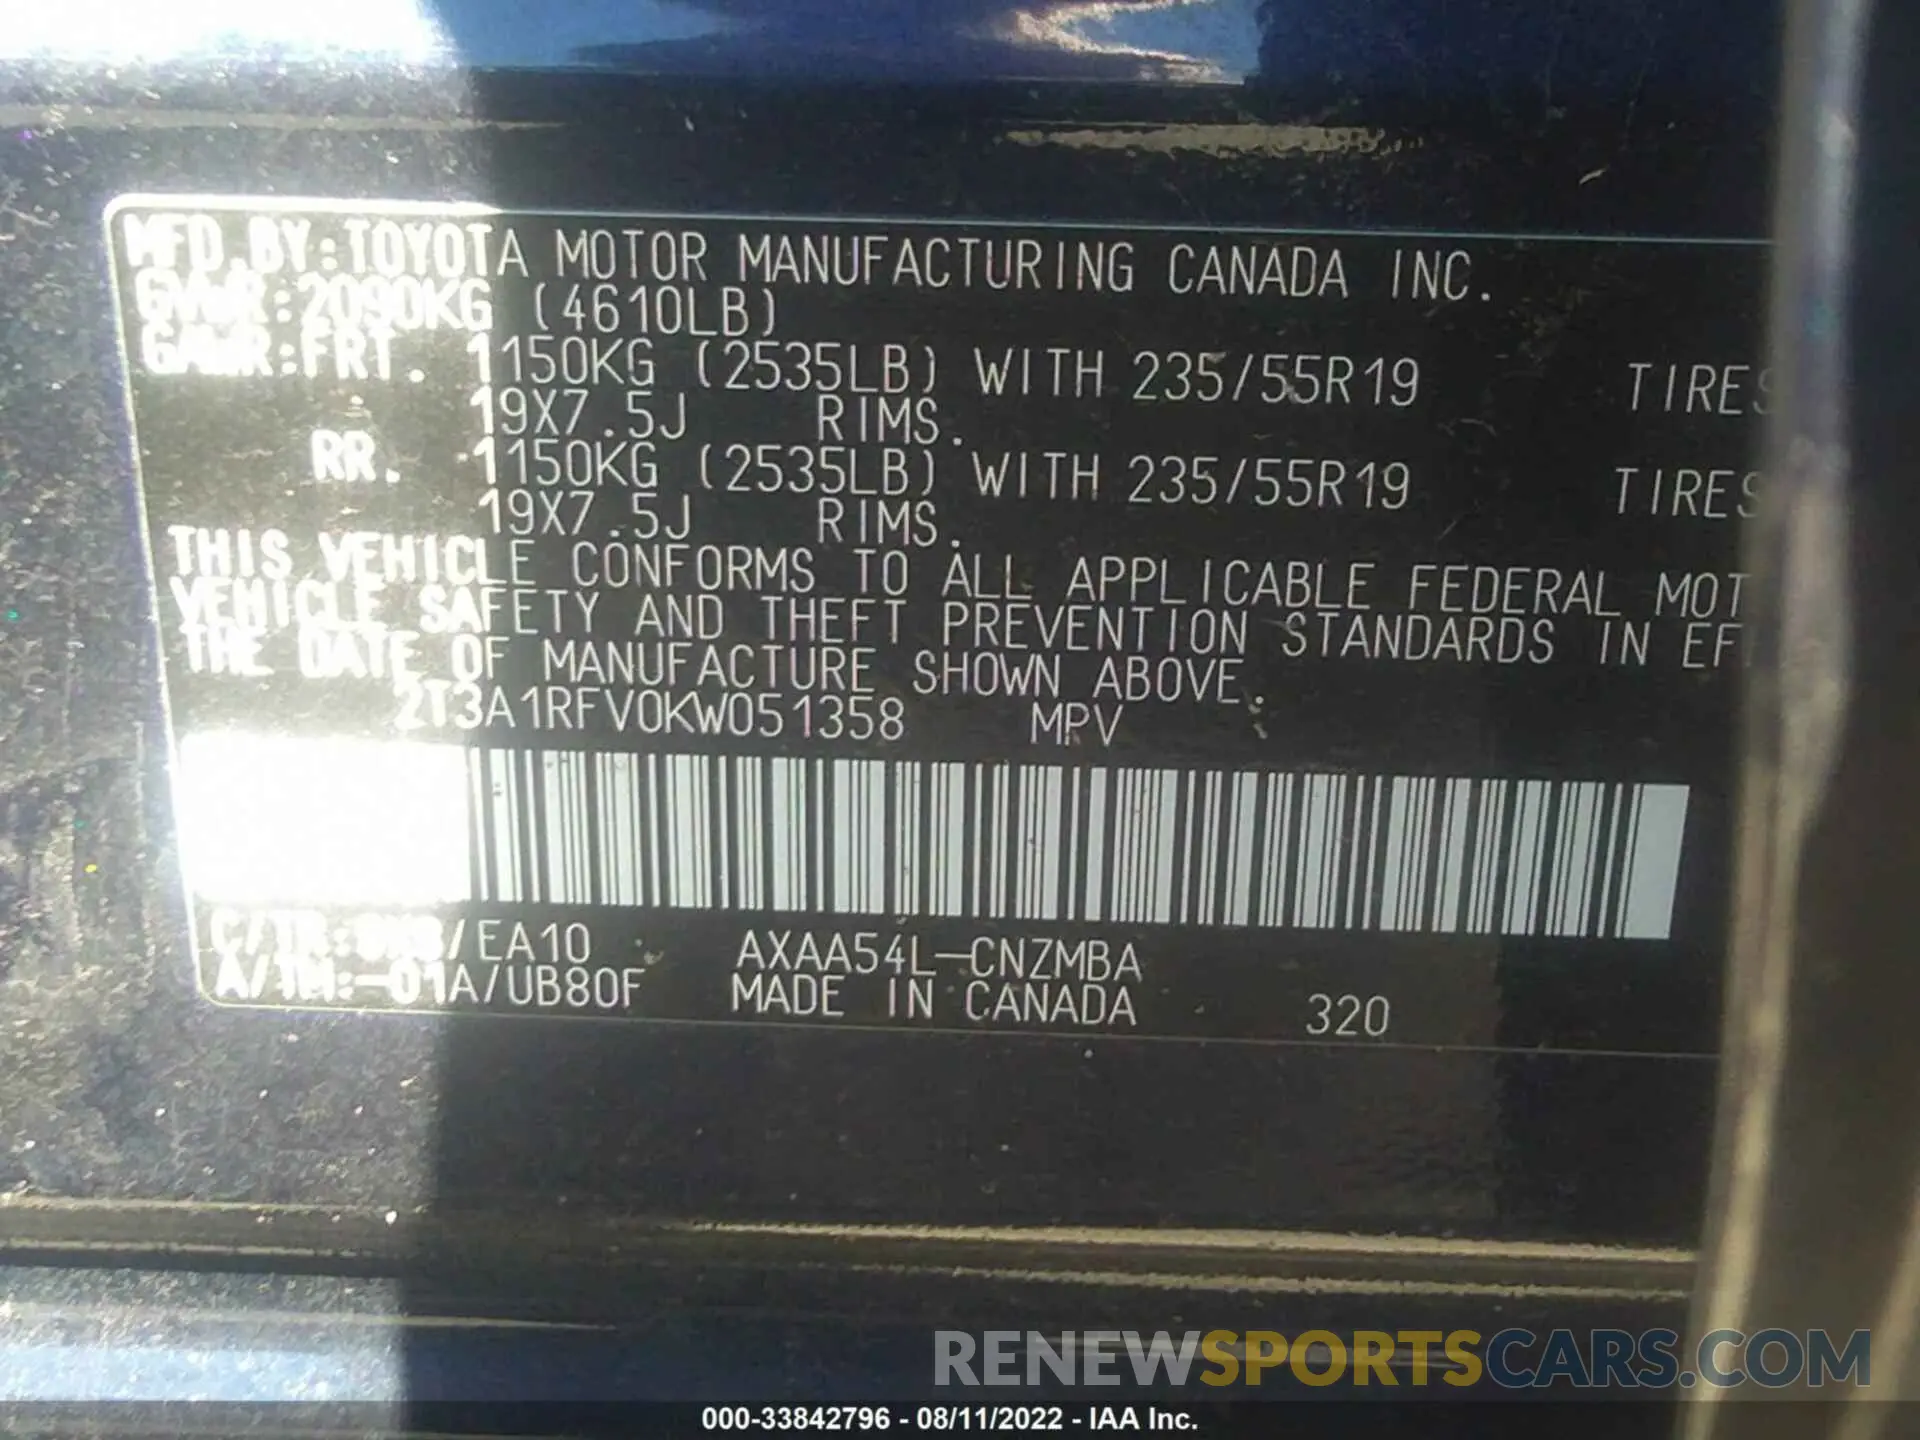 MFD.BY:TOYOTA MOTOR MANUFACTURING CANADA INC.
GVWR:2090KG (4610LB)
GAWR:FRT. 1150KG (2535LB) WITH 235/55R19 TIRES
19X7.5J RIMS.
RR. 1150KG (2535LB) WITH 235/55R19 TIRES
19X7.5J RIMS.
THIS VEHICLE CONFORMS TO ALL APPLICABLE FEDERAL MOT
VEHICLE SAFETY AND THEFT PREVENTION STANDARDS IN EF
THE DATE OF MANUFACTURE SHOWN ABOVE.
2T3A1RFV0KW051358 MPV
/EA10 AXAA54L-CNZMBA
A/TM:-01A/UB80F MADE IN CANADA 320
RENEWSPORTSCARS.COM
000-33842796 - 08/11/2022 - IAA Inc.